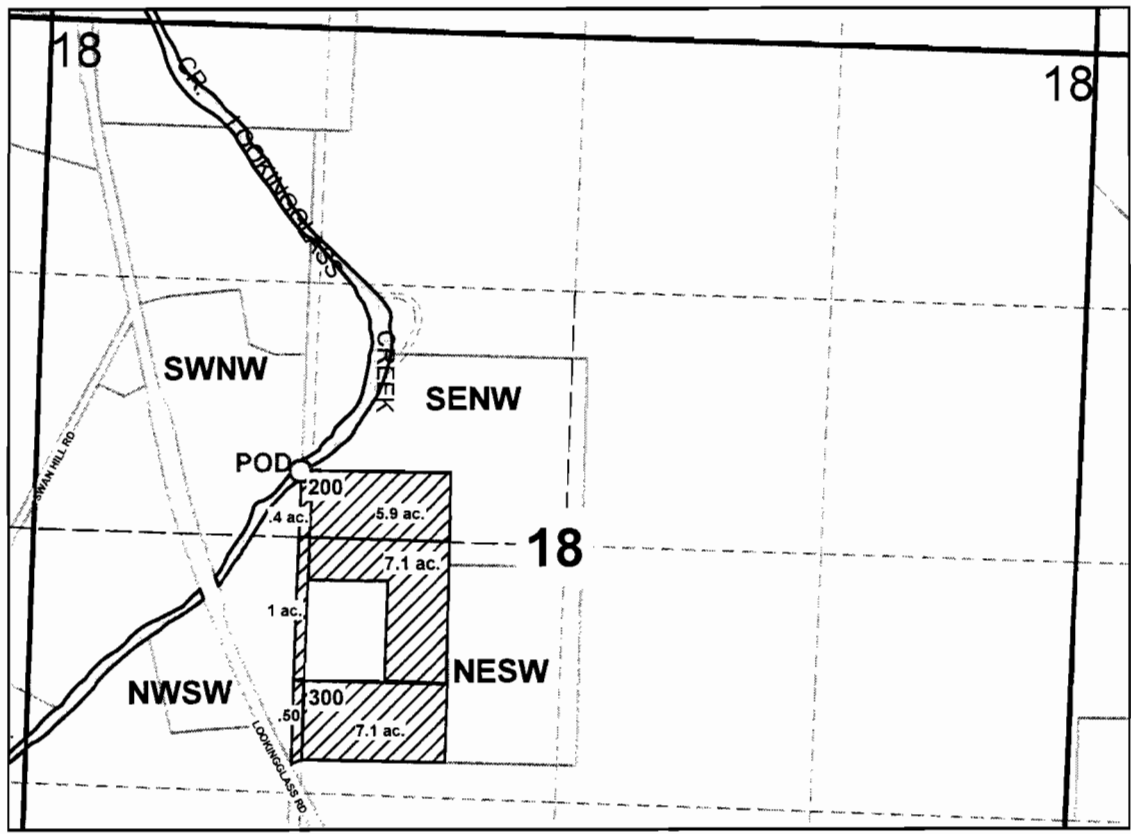 18
18
CR.
LOOKINGGLASS
CREEK
SWNW
SENW
SWAN HILL RD
POD
200
.4 ac.
5.9 ac.
18
7.1 ac.
1 ac.
NESW
NWSW
300
.50
7.1 ac.
LOOKINGGLASS RD